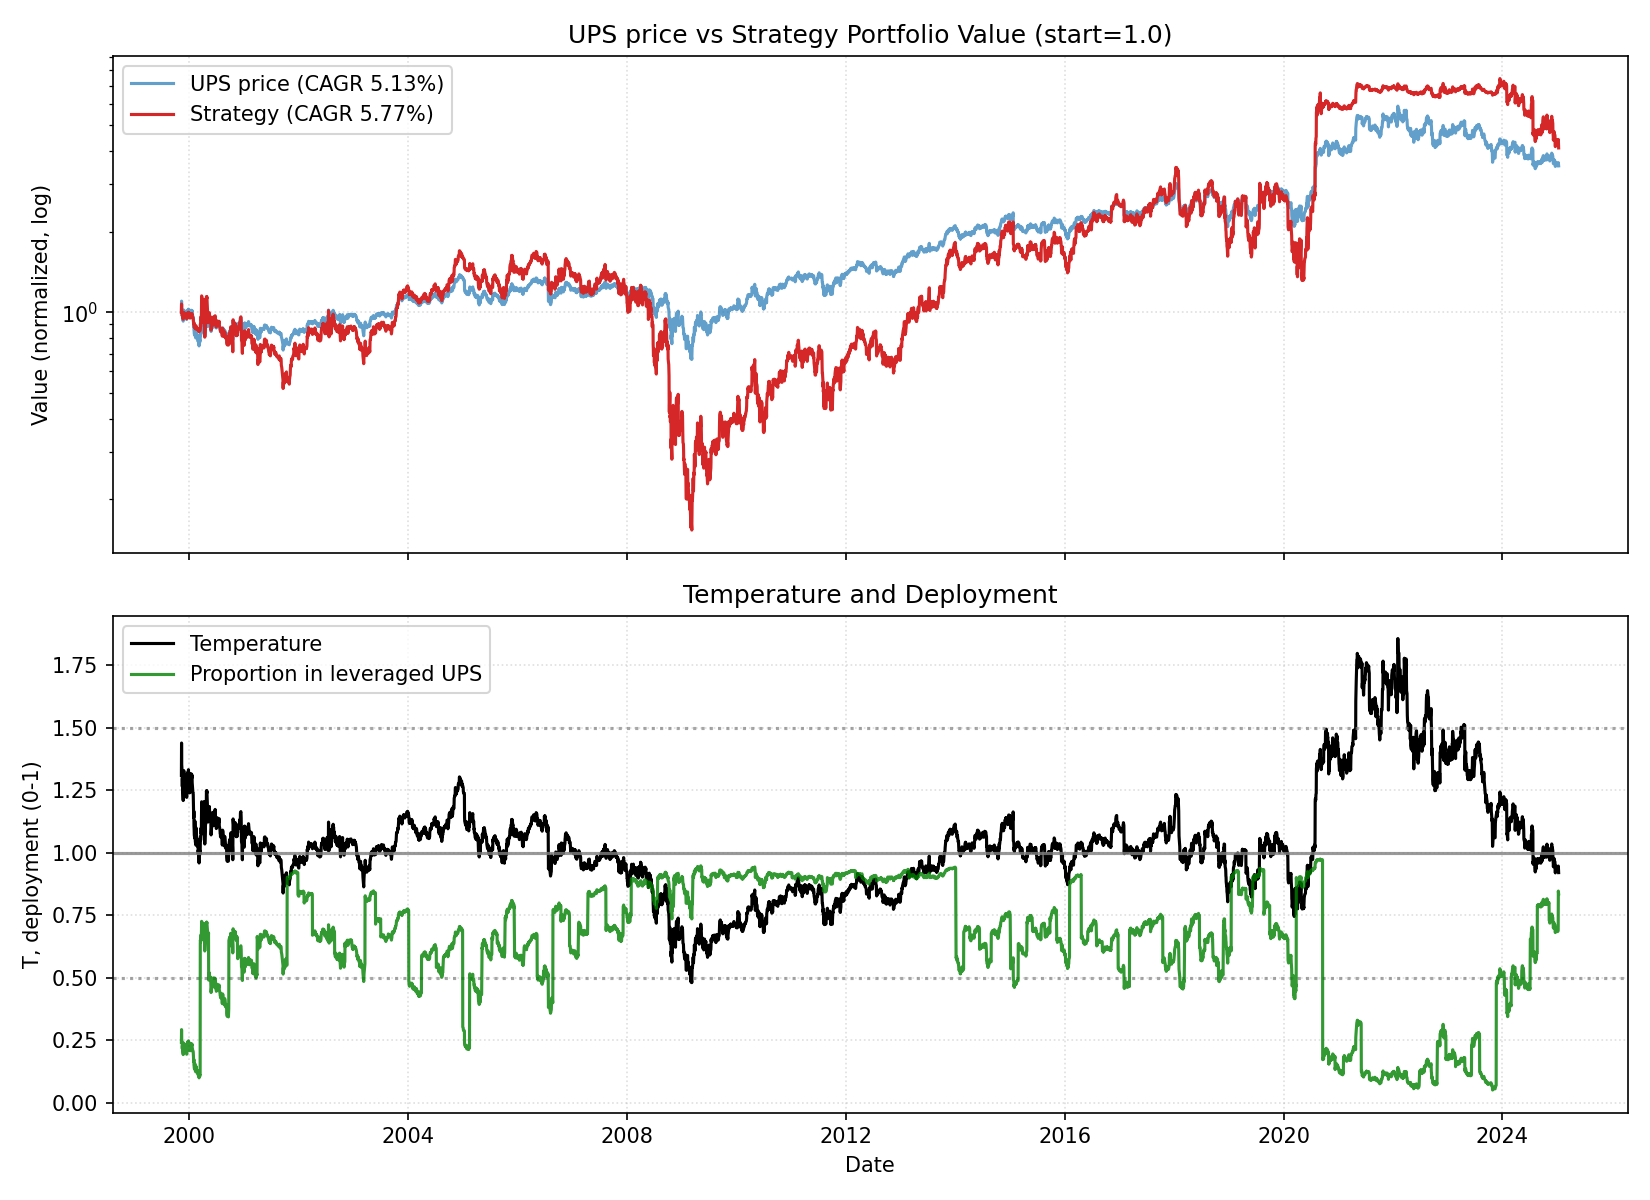 UPS price vs Strategy Portfolio Value (start=1.0)
UPS price (CAGR 5.13%)
Strategy (CAGR 5.77%)
Value (normalized, log)
10⁰
Temperature and Deployment
Temperature
Proportion in leveraged UPS
T, deployment (0-1)
1.75
1.50
1.25
1.00
0.75
0.50
0.25
0.00
2000 2004 2008 2012 2016 2020 2024
Date